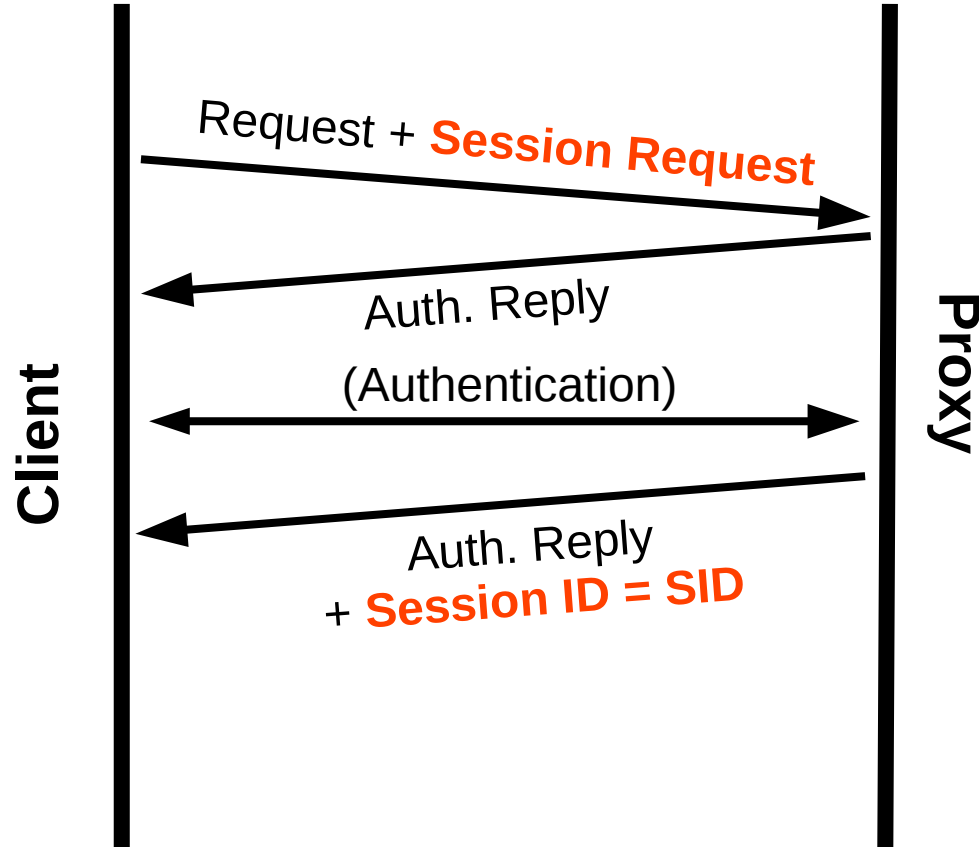 Request + Session Request
Auth. Reply
(Authentication)
Auth. Reply
+ Session ID = SID
Client
Proxy